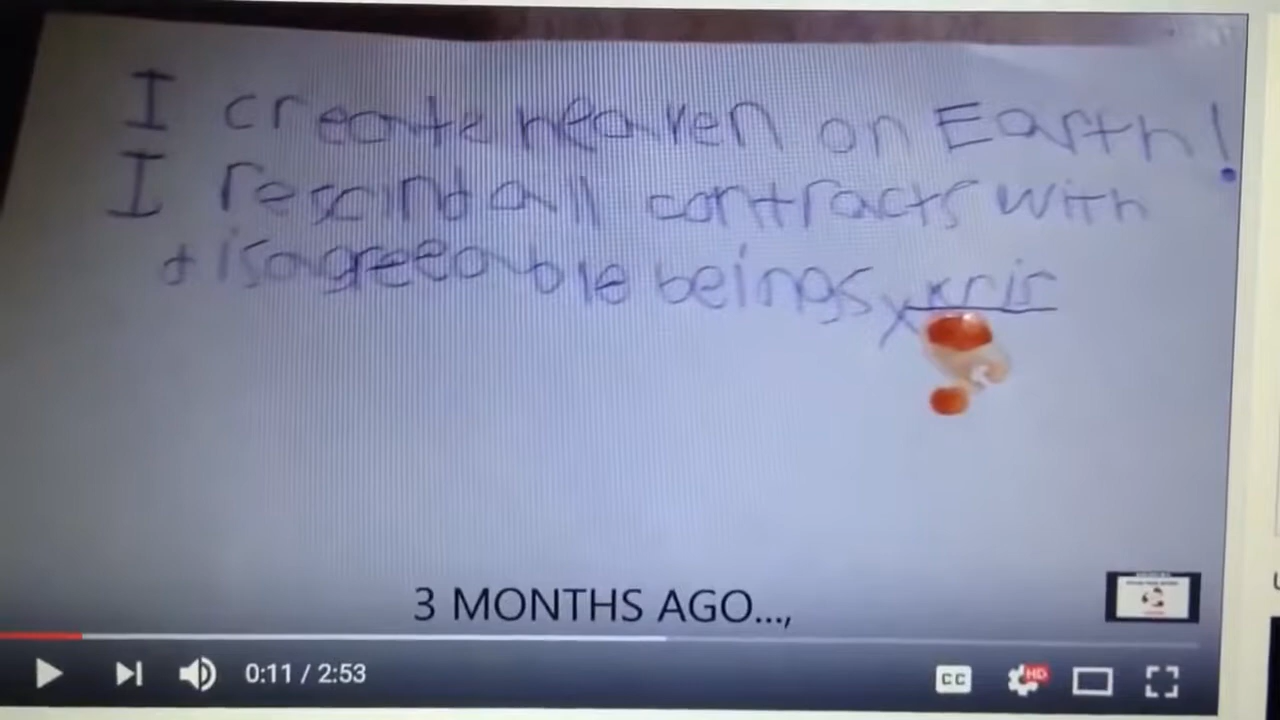 I create heaven on Earth!
I rescind all contracts with
disagreeable beings x kris
3 MONTHS AGO...,
0:11 / 2:53
CC
HD